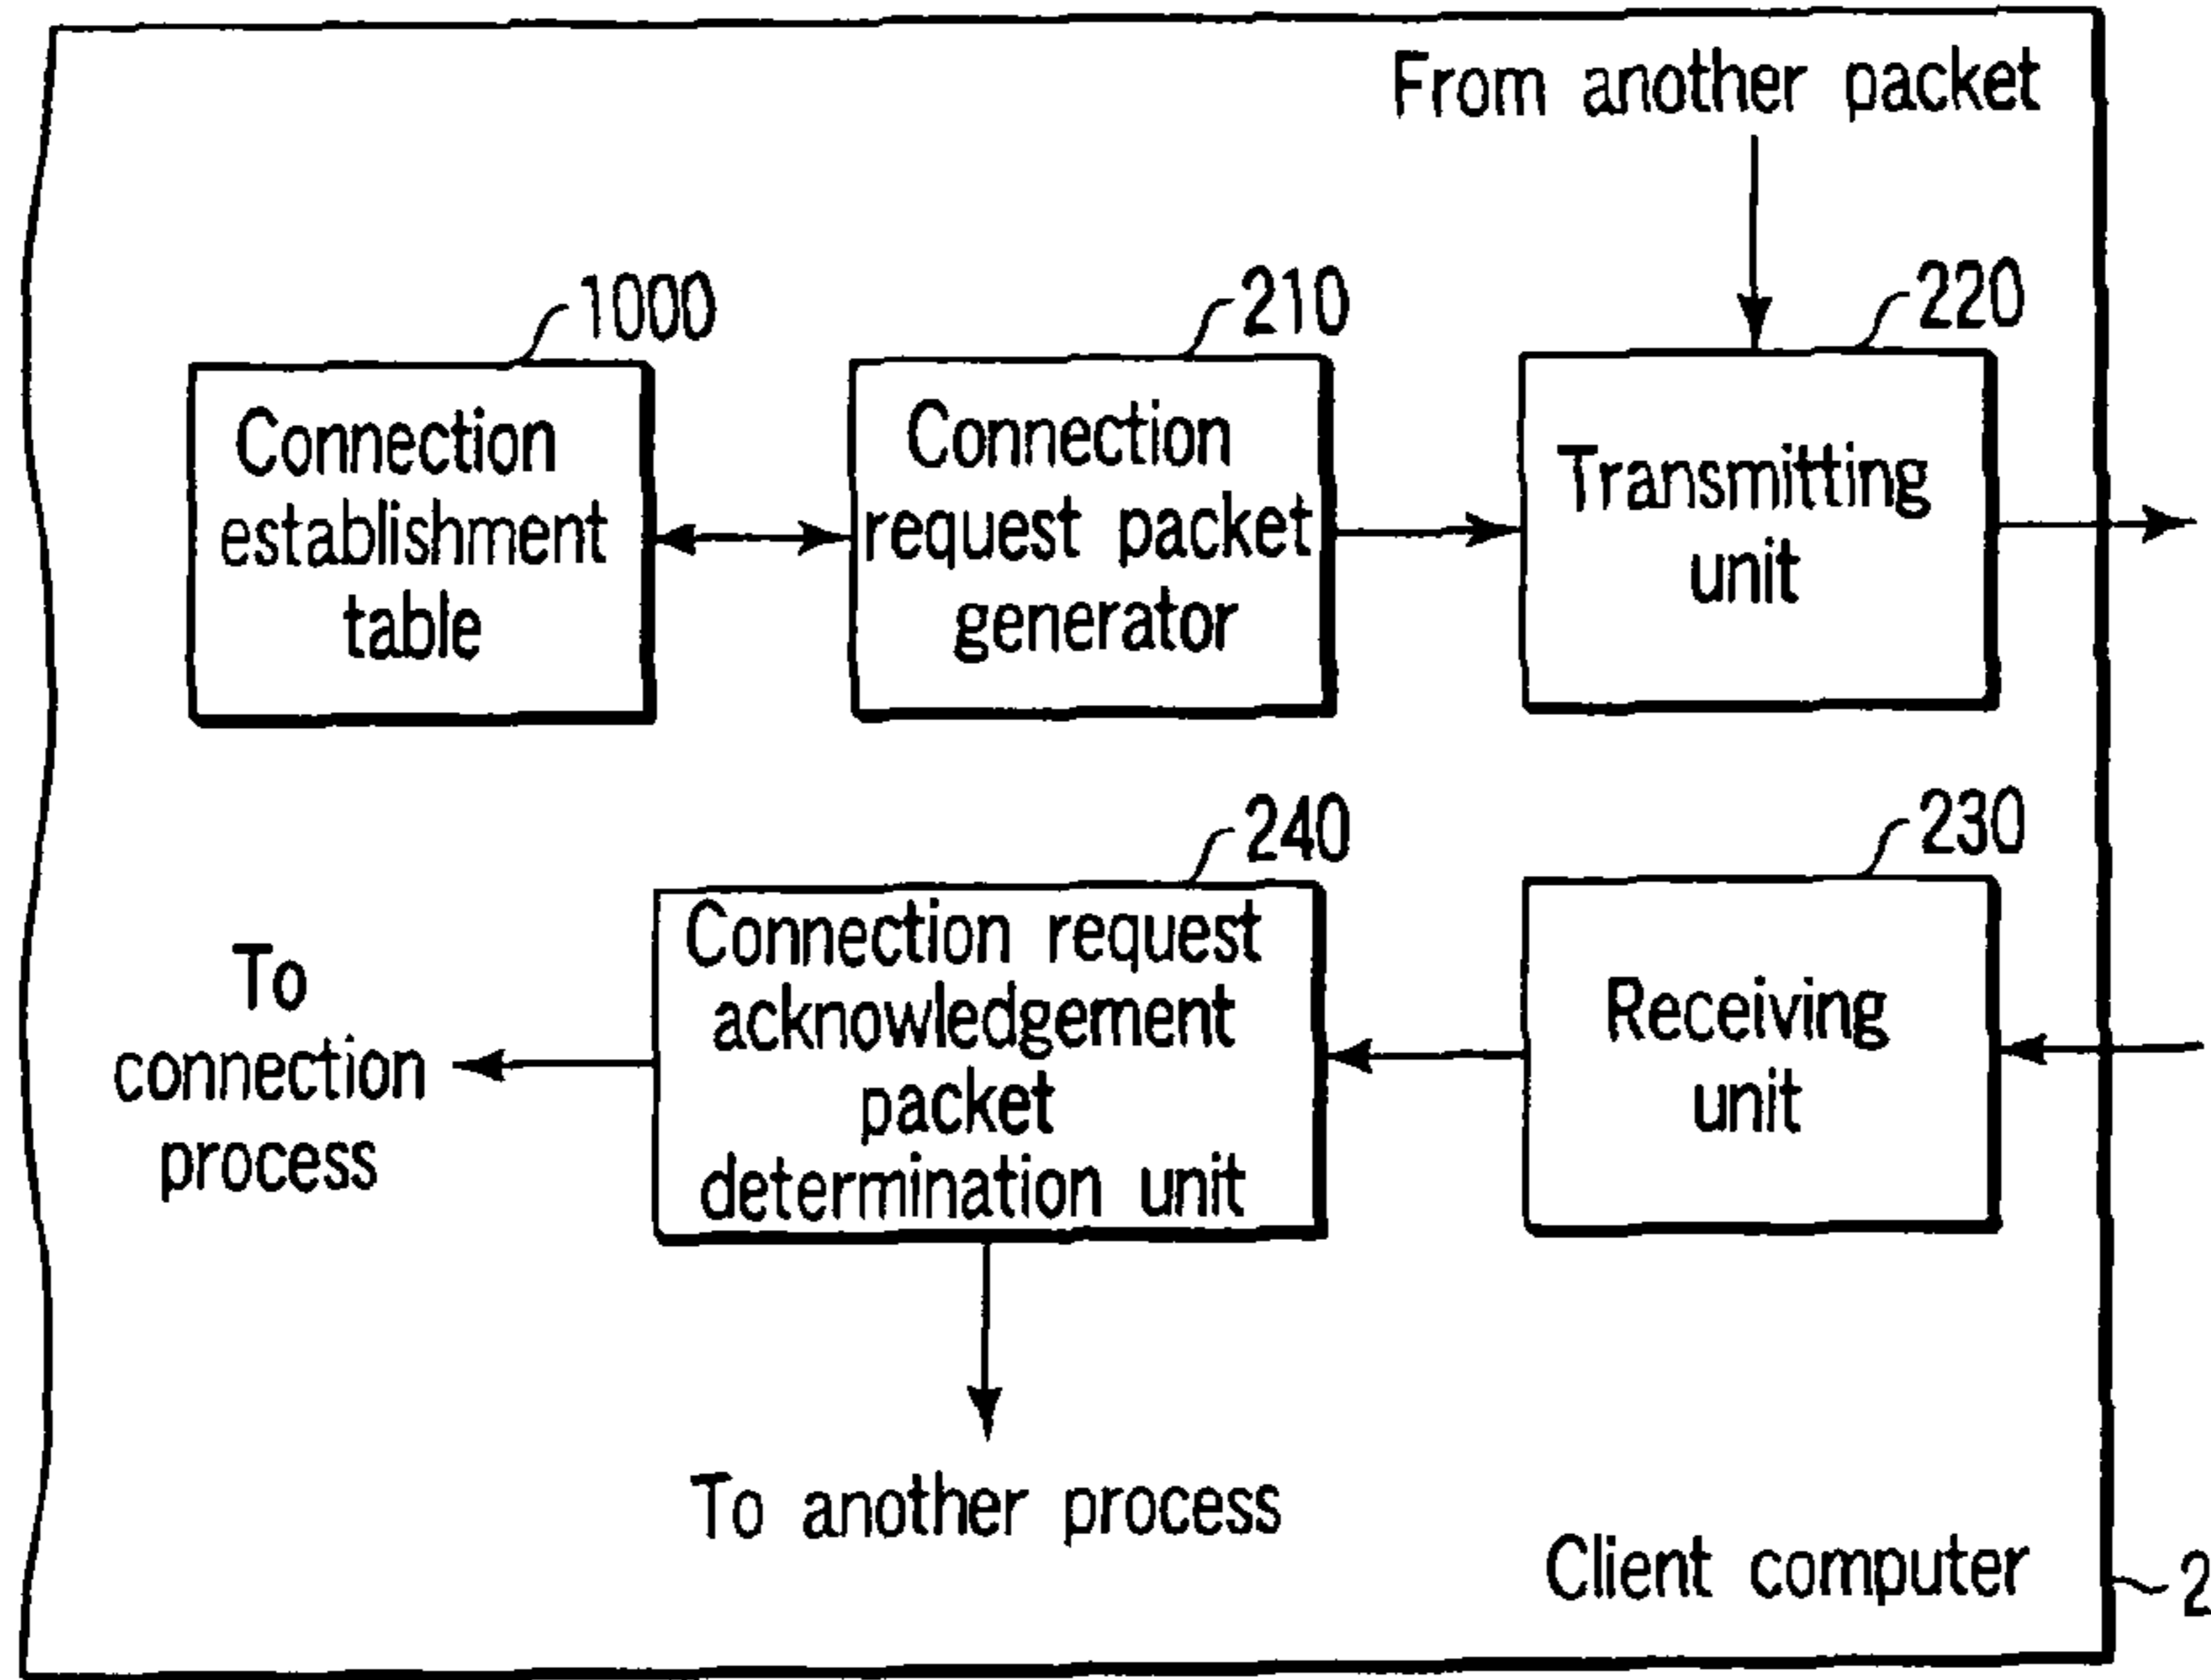 From another packet
1000
210
220
Connection
establishment
table
Connection
request packet
generator
Transmitting
unit
240
230
To
connection
process
Connection request
acknowledgement
packet
determination unit
Receiving
unit
To another process
Client computer
2